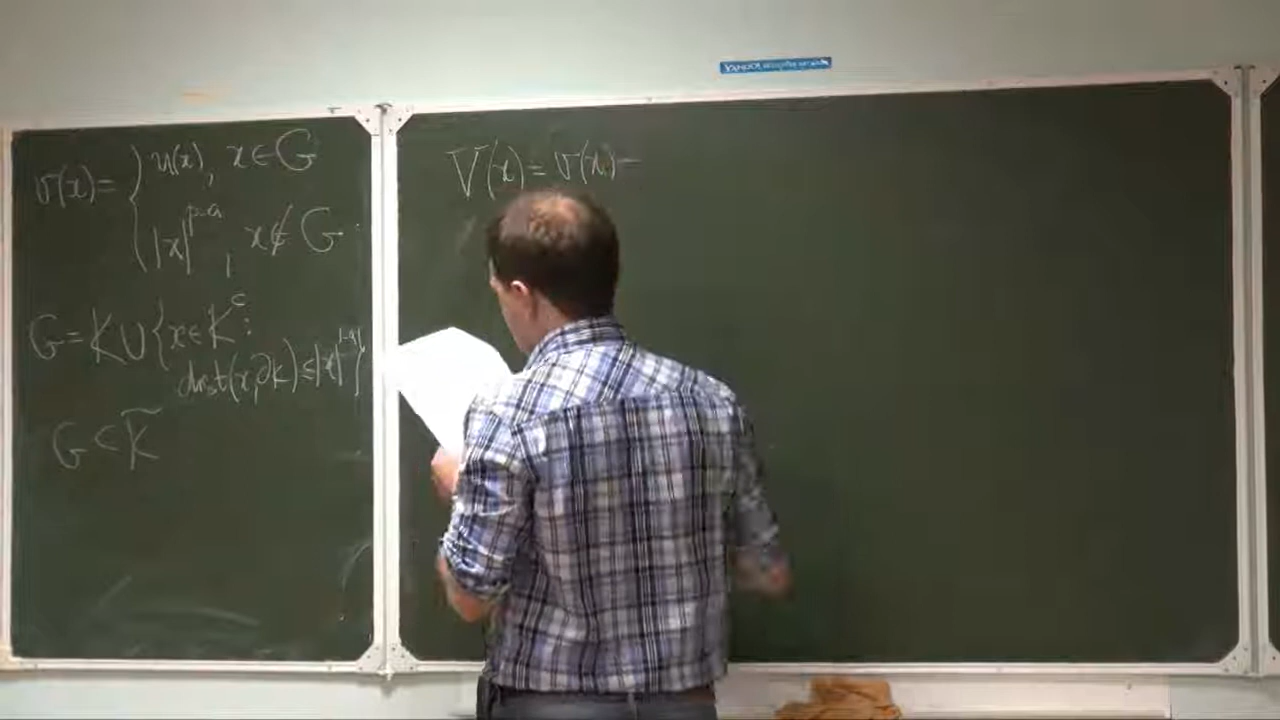 v(x) = { u(x), x ∈ G
|x|^{p-a}, x ∉ G.
G = K ∪ {x ∈ K^c :
dist(x, ∂K) ≤ |x|^{1-a}}
G ⊂ K̃
V(x) = v(x) =